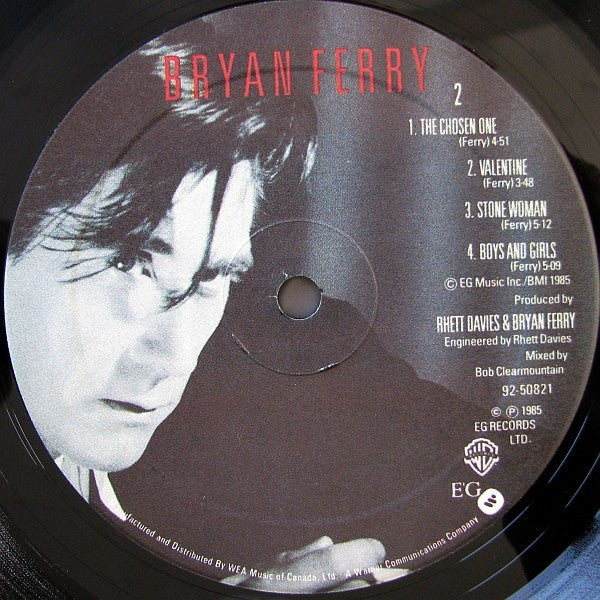 BRYAN FERRY
2
1. THE CHOSEN ONE
(Ferry) 4·51
2. VALENTINE
(Ferry) 3·48
3. STONE WOMAN
(Ferry) 5·12
4. BOYS AND GIRLS
(Ferry) 5·09
© EG Music Inc./BMI 1985
Produced by
RHETT DAVIES & BRYAN FERRY
Engineered by Rhett Davies
Mixed by
Bob Clearmountain
92-50821
© ℗ 1985
EG RECORDS
LTD.
E'G
factured and Distributed By WEA Music of Canada, Ltd. · A Warner Communications Company